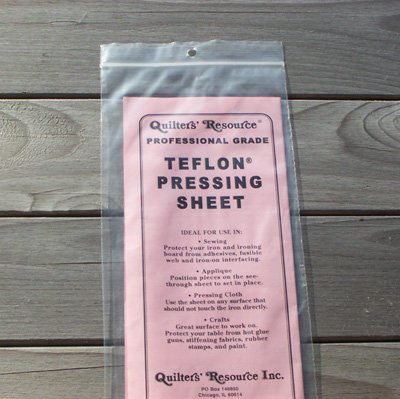 Quilters' Resource®
PROFESSIONAL GRADE
TEFLON®
PRESSING
SHEET
IDEAL FOR USE IN:
• Sewing
Protect your iron and ironing
board from adhesives, fusible
web and iron-on interfacing.
• Applique
Position pieces on the see-
through sheet to set in place.
• Pressing Cloth
Use the sheet on any surface that
should not touch the iron directly.
• Crafts
Great surface to work on.
Protect your table from hot glue
guns, stiffening fabrics, rubber
stamps, and paint.
Quilters' Resource Inc.
PO Box 148850
Chicago, IL 60614